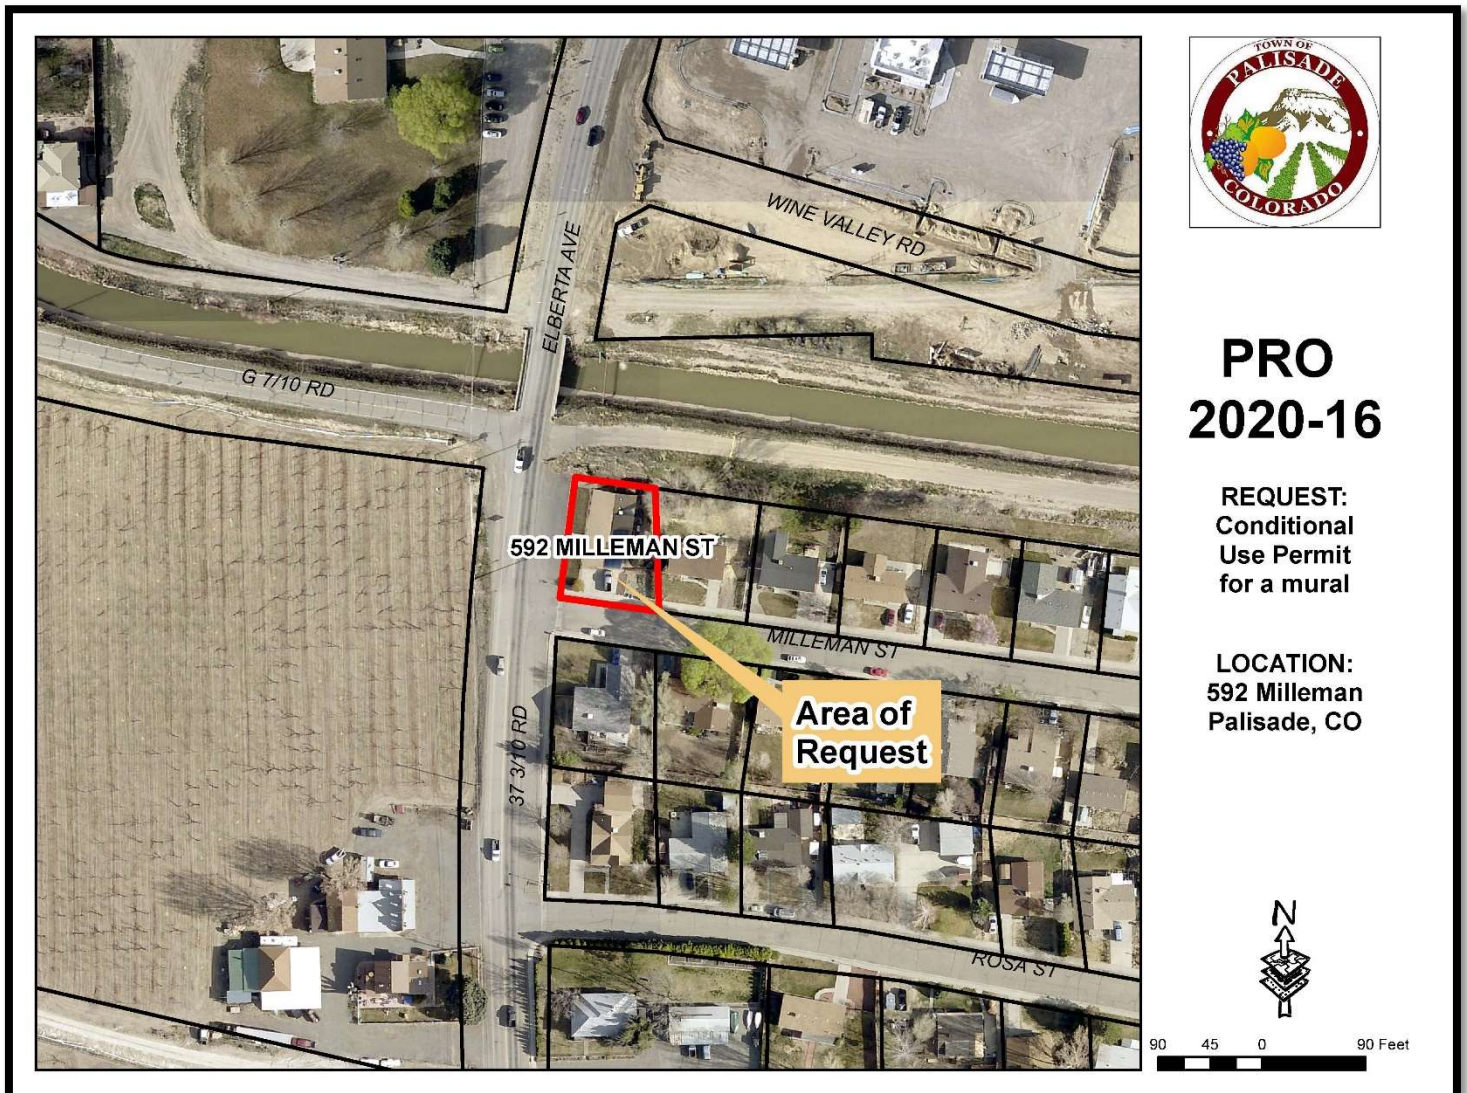 TOWN OF
PALISADE
COLORADO
PRO
2020-16
REQUEST:
Conditional
Use Permit
for a mural
LOCATION:
592 Milleman
Palisade, CO
N
90 45 0 90 Feet
WINE VALLEY RD
ELBERTA AVE
G 7/10 RD
592 MILLEMAN ST
MILLEMAN ST
Area of
Request
37 3/10 RD
ROSA ST